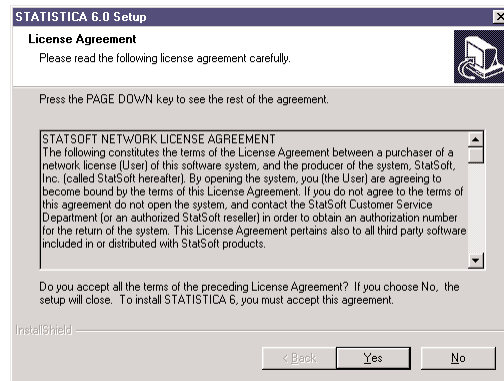 STATISTICA 6.0 Setup
License Agreement
Please read the following license agreement carefully.
Press the PAGE DOWN key to see the rest of the agreement.
STATSOFT NETWORK LICENSE AGREEMENT
The following constitutes the terms of the License Agreement between a purchaser of a
network license (User) of this software system, and the producer of the system, StatSoft,
Inc. (called StatSoft hereafter). By opening the system, you (the User) are agreeing to
become bound by the terms of this License Agreement. If you do not agree to the terms of
this agreement do not open the system, and contact the StatSoft Customer Service
Department (or an authorized StatSoft reseller) in order to obtain an authorization number
for the return of the system. This License Agreement pertains also to all third party software
included in or distributed with StatSoft products.
Do you accept all the terms of the preceding License Agreement? If you choose No, the
setup will close. To install STATISTICA 6, you must accept this agreement.
InstallShield
< Back
Yes
No